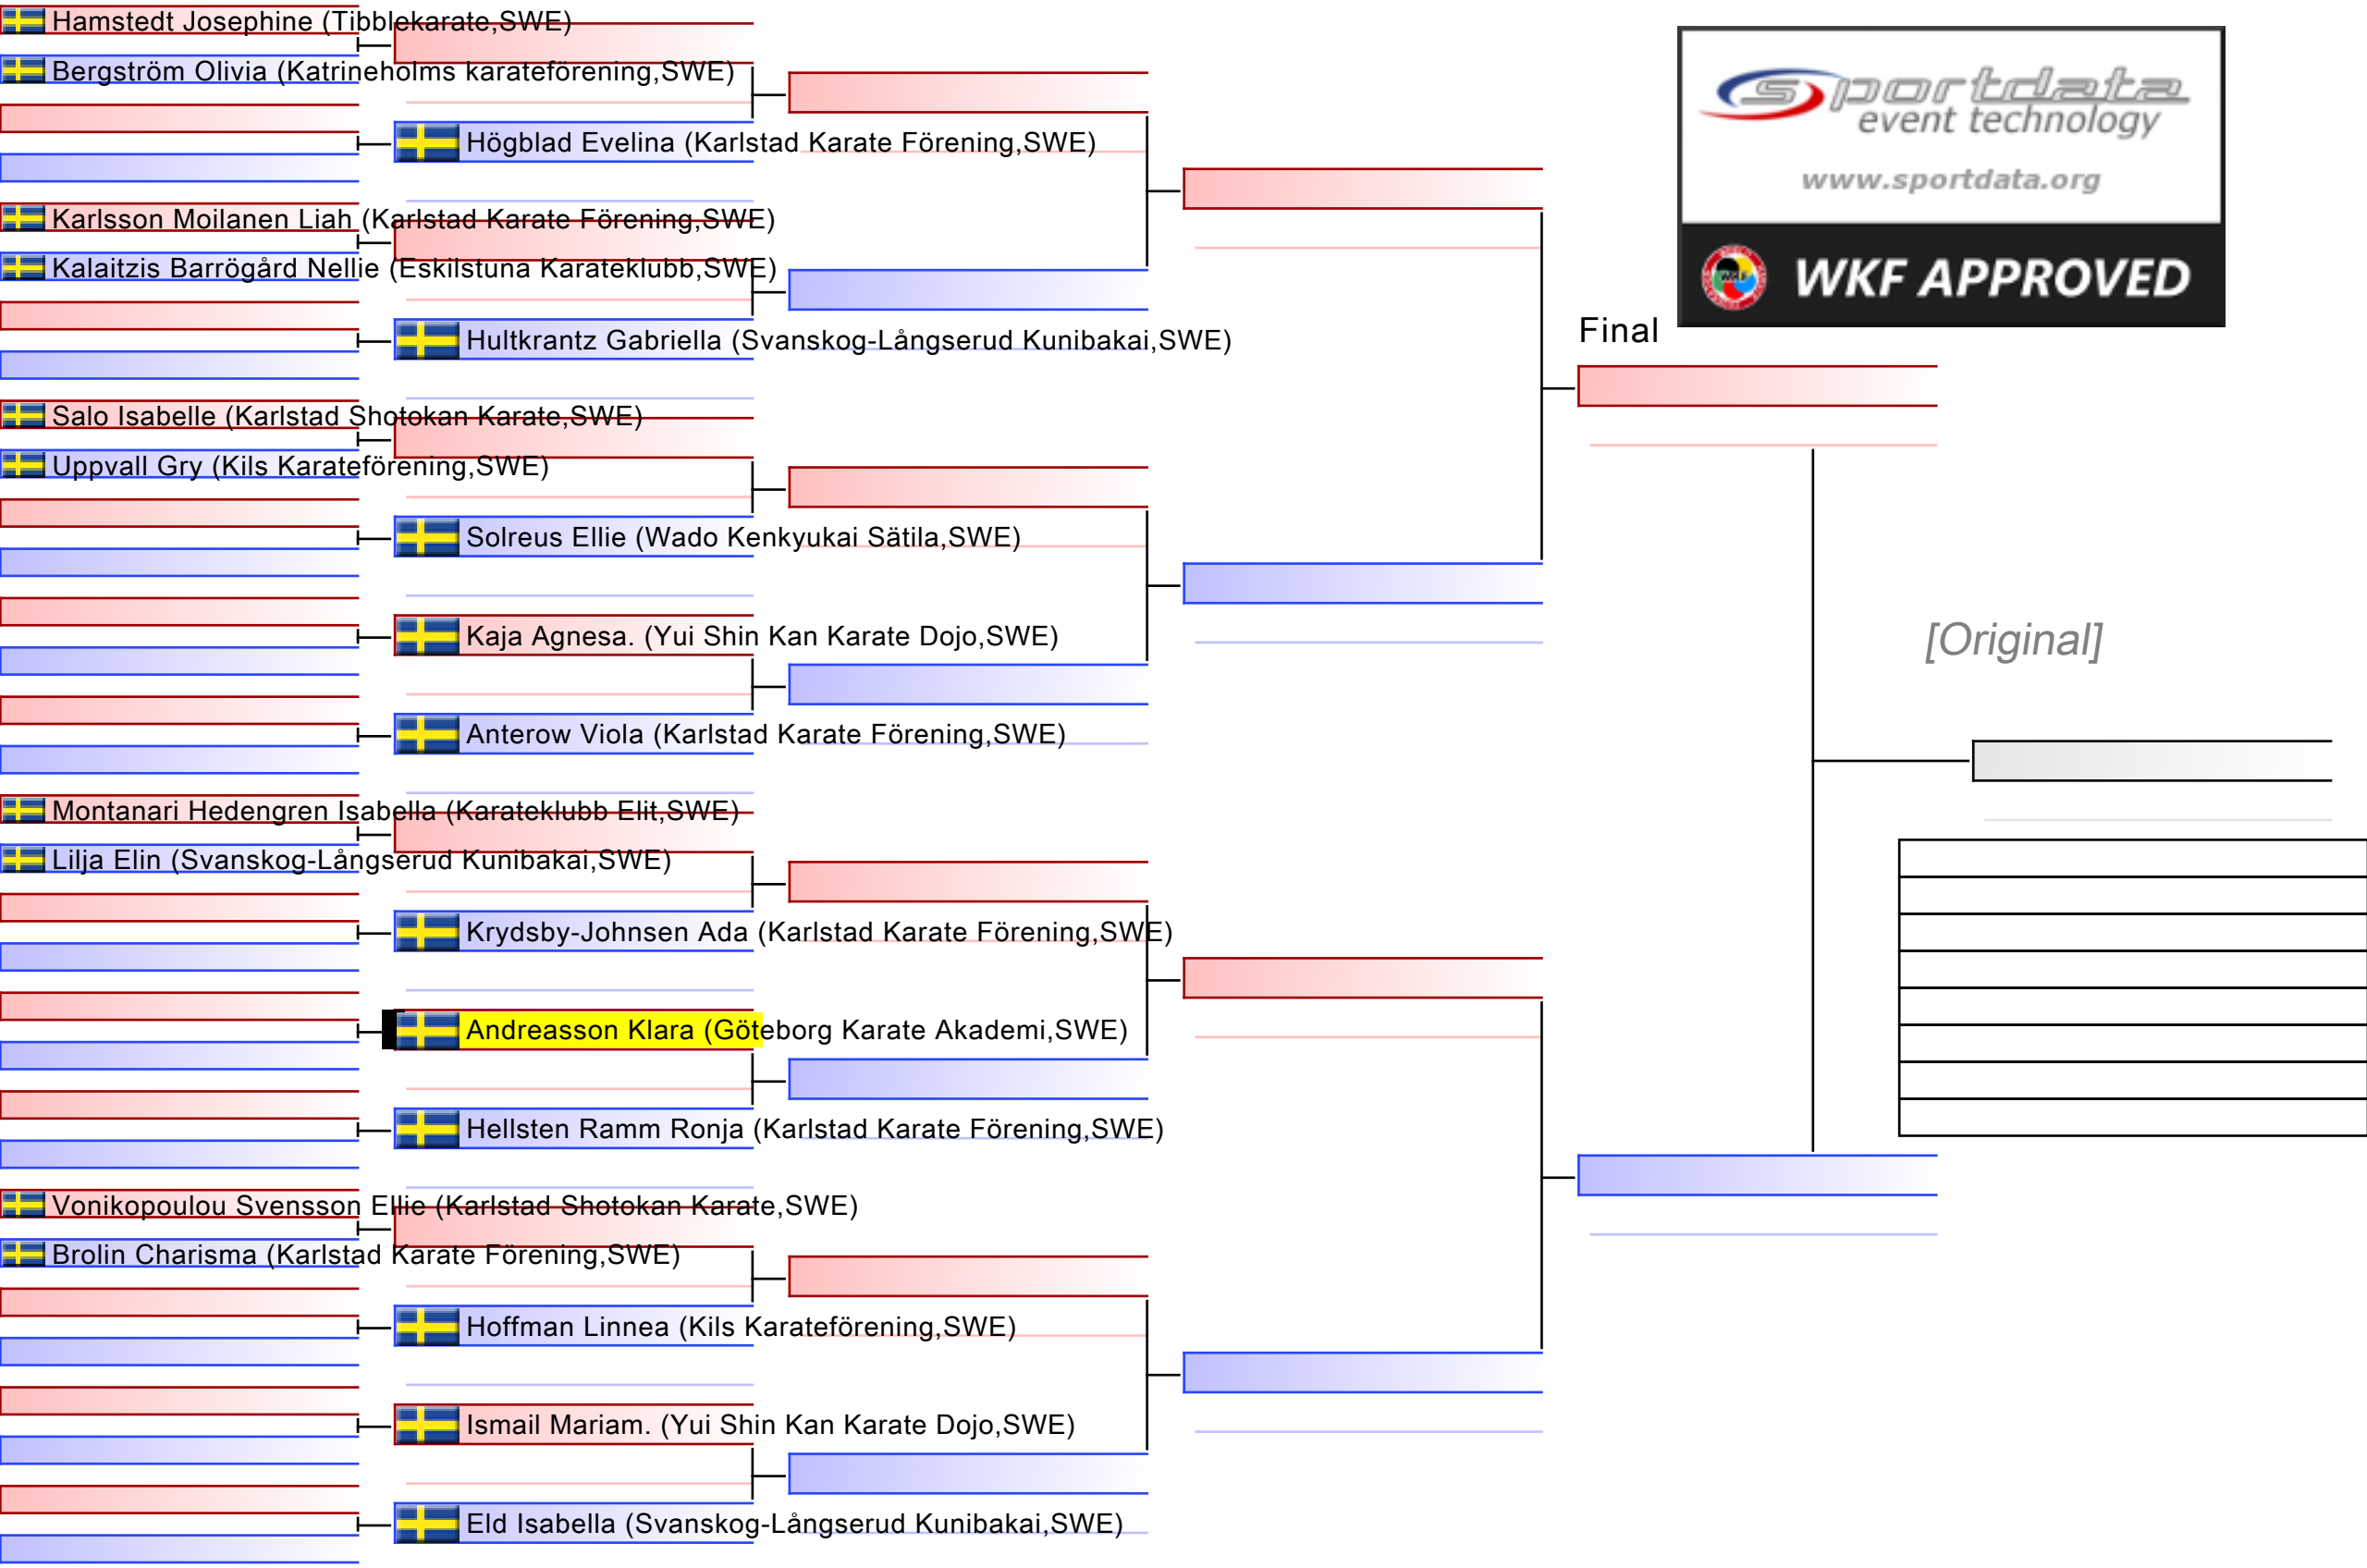 Hamstedt Josephine (Tibblekarate,SWE)
Bergström Olivia (Katrineholms karateförening,SWE)
Högblad Evelina (Karlstad Karate Förening,SWE)
Karlsson Moilanen Liah (Karlstad Karate Förening,SWE)
Kalaitzis Barrögård Nellie (Eskilstuna Karateklubb,SWE)
Hultkrantz Gabriella (Svanskog-Långserud Kunibakai,SWE)
Salo Isabelle (Karlstad Shotokan Karate,SWE)
Uppvall Gry (Kils Karateförening,SWE)
Solreus Ellie (Wado Kenkyukai Sätila,SWE)
Kaja Agnesa. (Yui Shin Kan Karate Dojo,SWE)
Anterow Viola (Karlstad Karate Förening,SWE)
Montanari Hedengren Isabella (Karateklubb Elit,SWE)
Lilja Elin (Svanskog-Långserud Kunibakai,SWE)
Krydsby-Johnsen Ada (Karlstad Karate Förening,SWE)
Andreasson Klara (Göteborg Karate Akademi,SWE)
Hellsten Ramm Ronja (Karlstad Karate Förening,SWE)
Vonikopoulou Svensson Ellie (Karlstad Shotokan Karate,SWE)
Brolin Charisma (Karlstad Karate Förening,SWE)
Hoffman Linnea (Kils Karateförening,SWE)
Ismail Mariam. (Yui Shin Kan Karate Dojo,SWE)
Eld Isabella (Svanskog-Långserud Kunibakai,SWE)
sportdata
event technology
www.sportdata.org
WKF
WKF APPROVED
Final
[Original]